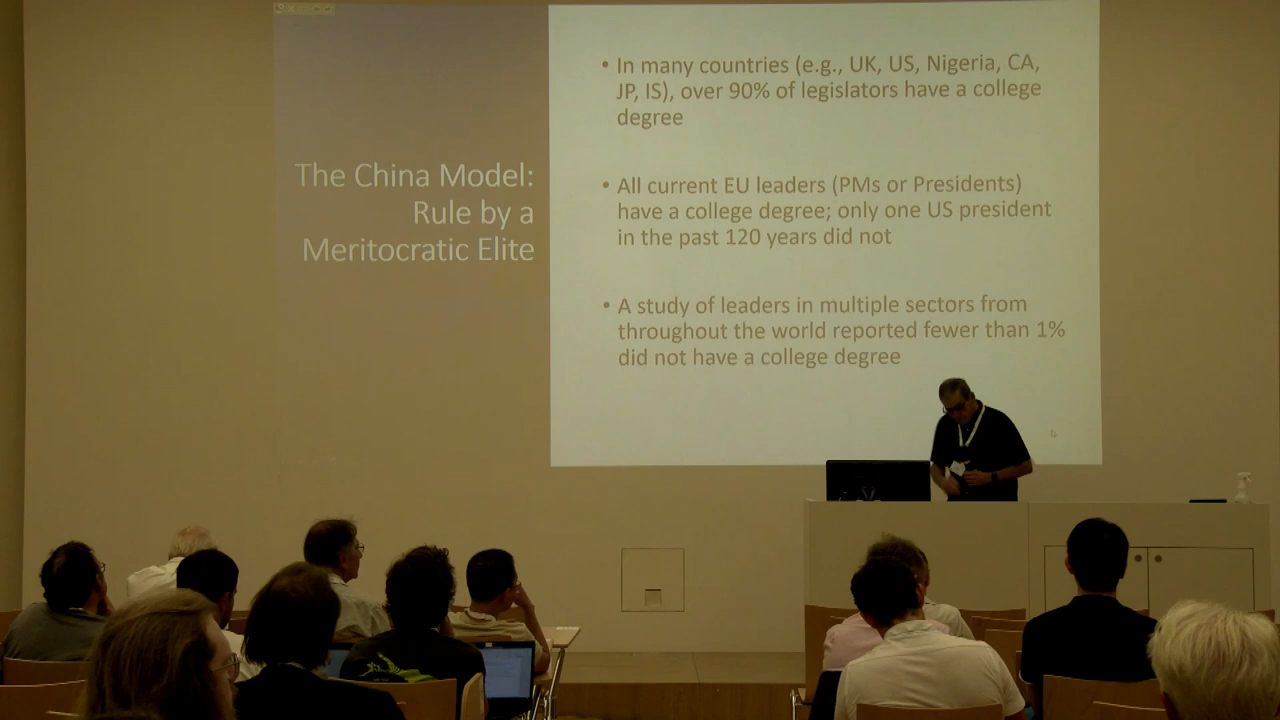 The China Model:
Rule by a
Meritocratic Elite
• In many countries (e.g., UK, US, Nigeria, CA,
JP, IS), over 90% of legislators have a college
degree
• All current EU leaders (PMs or Presidents)
have a college degree; only one US president
in the past 120 years did not
• A study of leaders in multiple sectors from
throughout the world reported fewer than 1%
did not have a college degree